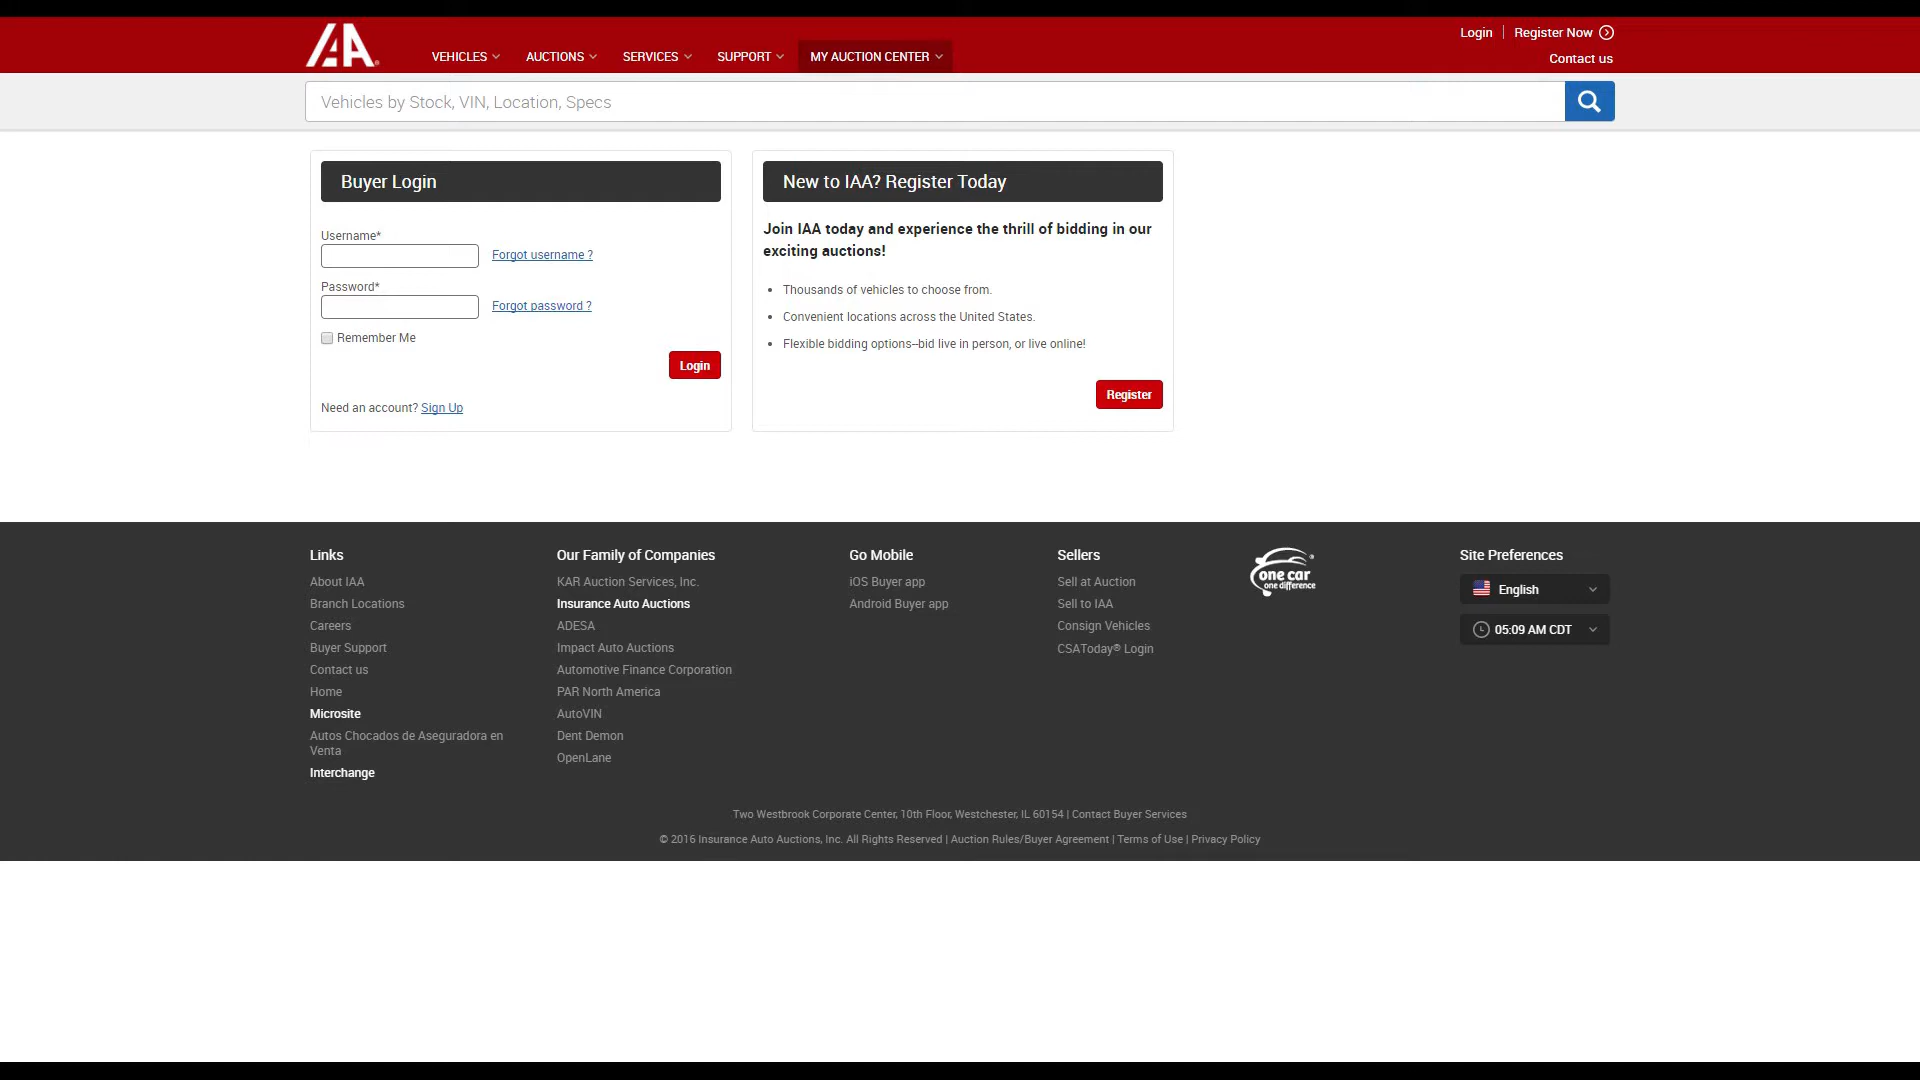 IAA®
VEHICLES
AUCTIONS
SERVICES
SUPPORT
MY AUCTION CENTER
Login
Register Now
Contact us
Vehicles by Stock, VIN, Location, Specs
Buyer Login
Username*
Forgot username ?
Password*
Forgot password ?
Remember Me
Login
Need an account? Sign Up
New to IAA? Register Today
Join IAA today and experience the thrill of bidding in our
exciting auctions!
• Thousands of vehicles to choose from.
• Convenient locations across the United States.
• Flexible bidding options--bid live in person, or live online!
Register
Links
About IAA
Branch Locations
Careers
Buyer Support
Contact us
Home
Microsite
Autos Chocados de Aseguradora en
Venta
Interchange
Our Family of Companies
KAR Auction Services, Inc.
Insurance Auto Auctions
ADESA
Impact Auto Auctions
Automotive Finance Corporation
PAR North America
AutoVIN
Dent Demon
OpenLane
Go Mobile
iOS Buyer app
Android Buyer app
Sellers
Sell at Auction
Sell to IAA
Consign Vehicles
CSAToday® Login
one car
one difference
Site Preferences
English
05:09 AM CDT
Two Westbrook Corporate Center, 10th Floor, Westchester, IL 60154 | Contact Buyer Services
© 2016 Insurance Auto Auctions, Inc. All Rights Reserved | Auction Rules/Buyer Agreement | Terms of Use | Privacy Policy